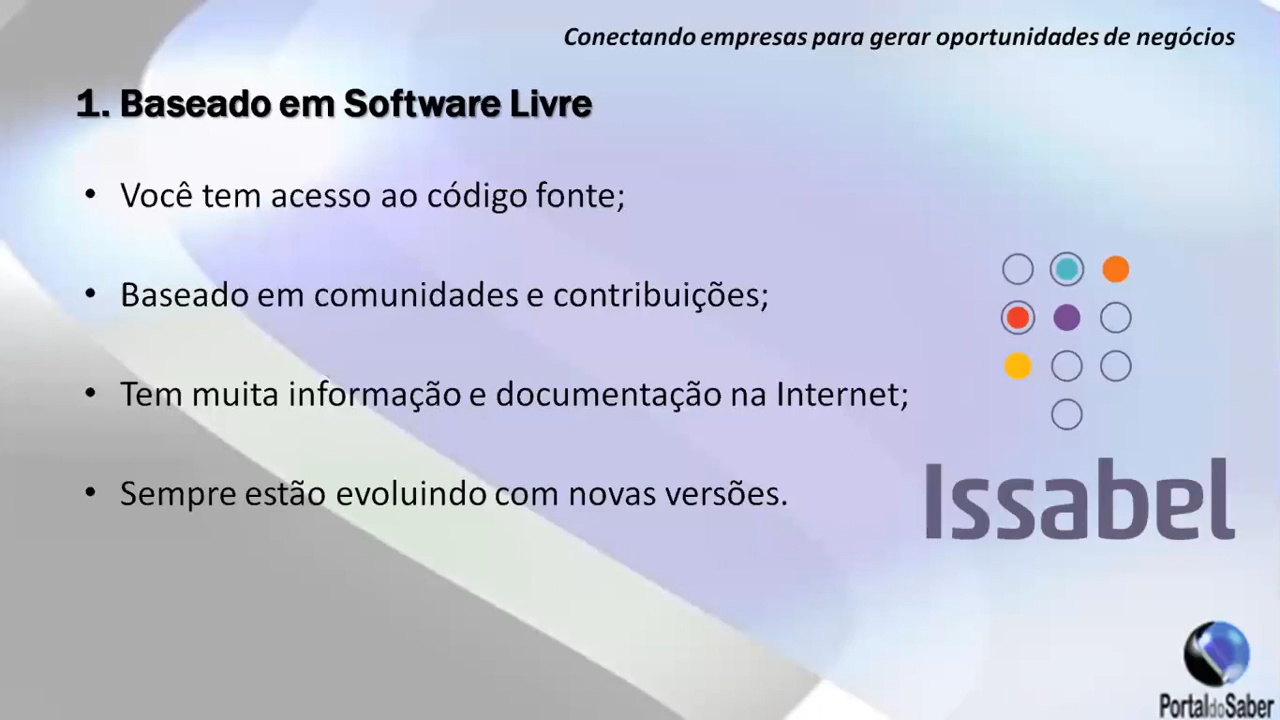 Conectando empresas para gerar oportunidades de negócios
1. Baseado em Software Livre
• Você tem acesso ao código fonte;
• Baseado em comunidades e contribuições;
• Tem muita informação e documentação na Internet;
• Sempre estão evoluindo com novas versões.
Issabel
PortaldoSaber